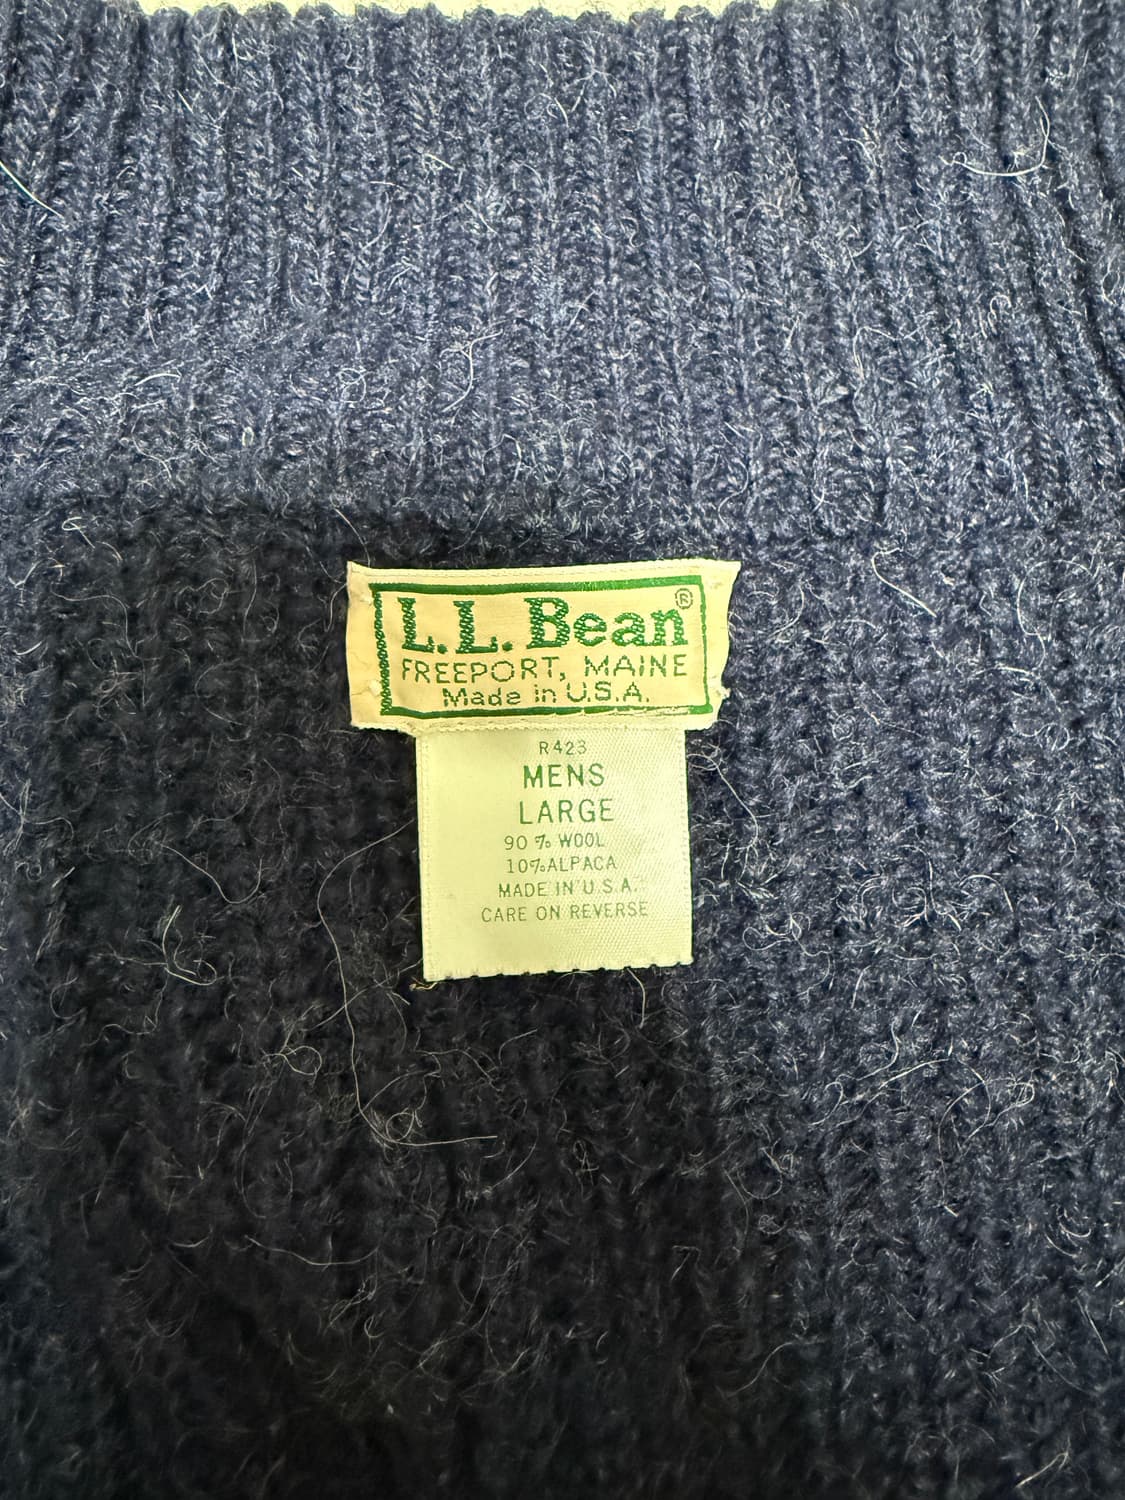 L.L.Bean®
FREEPORT, MAINE
Made in U.S.A.
R423
MENS
LARGE
90% WOOL
10%ALPACA
MADE IN U.S.A.
CARE ON REVERSE